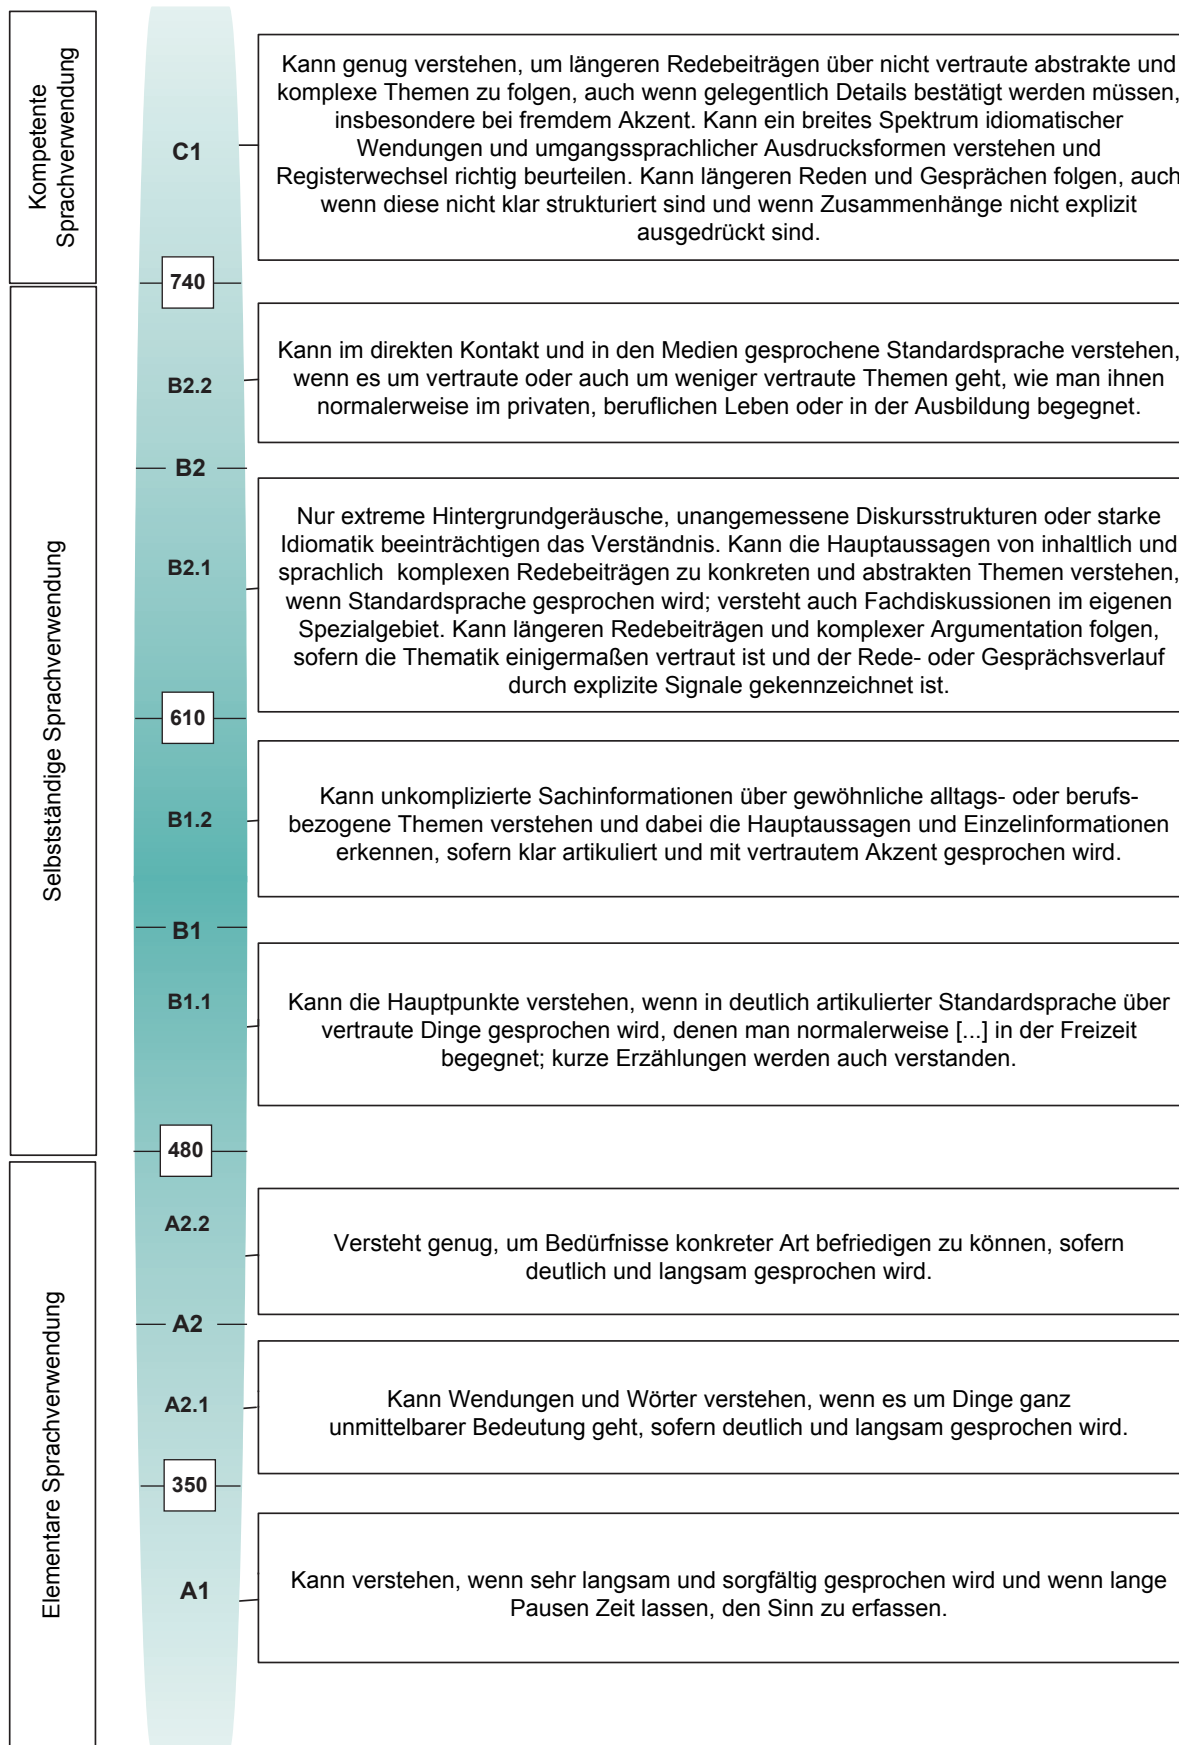 Kompetente
Sprachverwendung
C1
Kann genug verstehen, um längeren Redebeiträgen über nicht vertraute abstrakte und
komplexe Themen zu folgen, auch wenn gelegentlich Details bestätigt werden müssen,
insbesondere bei fremdem Akzent. Kann ein breites Spektrum idiomatischer
Wendungen und umgangssprachlicher Ausdrucksformen verstehen und
Registerwechsel richtig beurteilen. Kann längeren Reden und Gesprächen folgen, auch
wenn diese nicht klar strukturiert sind und wenn Zusammenhänge nicht explizit
ausgedrückt sind.
740
Selbstständige Sprachverwendung
B2.2
Kann im direkten Kontakt und in den Medien gesprochene Standardsprache verstehen,
wenn es um vertraute oder auch um weniger vertraute Themen geht, wie man ihnen
normalerweise im privaten, beruflichen Leben oder in der Ausbildung begegnet.
B2
B2.1
Nur extreme Hintergrundgeräusche, unangemessene Diskursstrukturen oder starke
Idiomatik beeinträchtigen das Verständnis. Kann die Hauptaussagen von inhaltlich und
sprachlich komplexen Redebeiträgen zu konkreten und abstrakten Themen verstehen,
wenn Standardsprache gesprochen wird; versteht auch Fachdiskussionen im eigenen
Spezialgebiet. Kann längeren Redebeiträgen und komplexer Argumentation folgen,
sofern die Thematik einigermaßen vertraut ist und der Rede- oder Gesprächsverlauf
durch explizite Signale gekennzeichnet ist.
610
B1.2
Kann unkomplizierte Sachinformationen über gewöhnliche alltags- oder berufs-
bezogene Themen verstehen und dabei die Hauptaussagen und Einzelinformationen
erkennen, sofern klar artikuliert und mit vertrautem Akzent gesprochen wird.
B1
B1.1
Kann die Hauptpunkte verstehen, wenn in deutlich artikulierter Standardsprache über
vertraute Dinge gesprochen wird, denen man normalerweise [...] in der Freizeit
begegnet; kurze Erzählungen werden auch verstanden.
480
Elementare Sprachverwendung
A2.2
Versteht genug, um Bedürfnisse konkreter Art befriedigen zu können, sofern
deutlich und langsam gesprochen wird.
A2
A2.1
Kann Wendungen und Wörter verstehen, wenn es um Dinge ganz
unmittelbarer Bedeutung geht, sofern deutlich und langsam gesprochen wird.
350
A1
Kann verstehen, wenn sehr langsam und sorgfältig gesprochen wird und wenn lange
Pausen Zeit lassen, den Sinn zu erfassen.